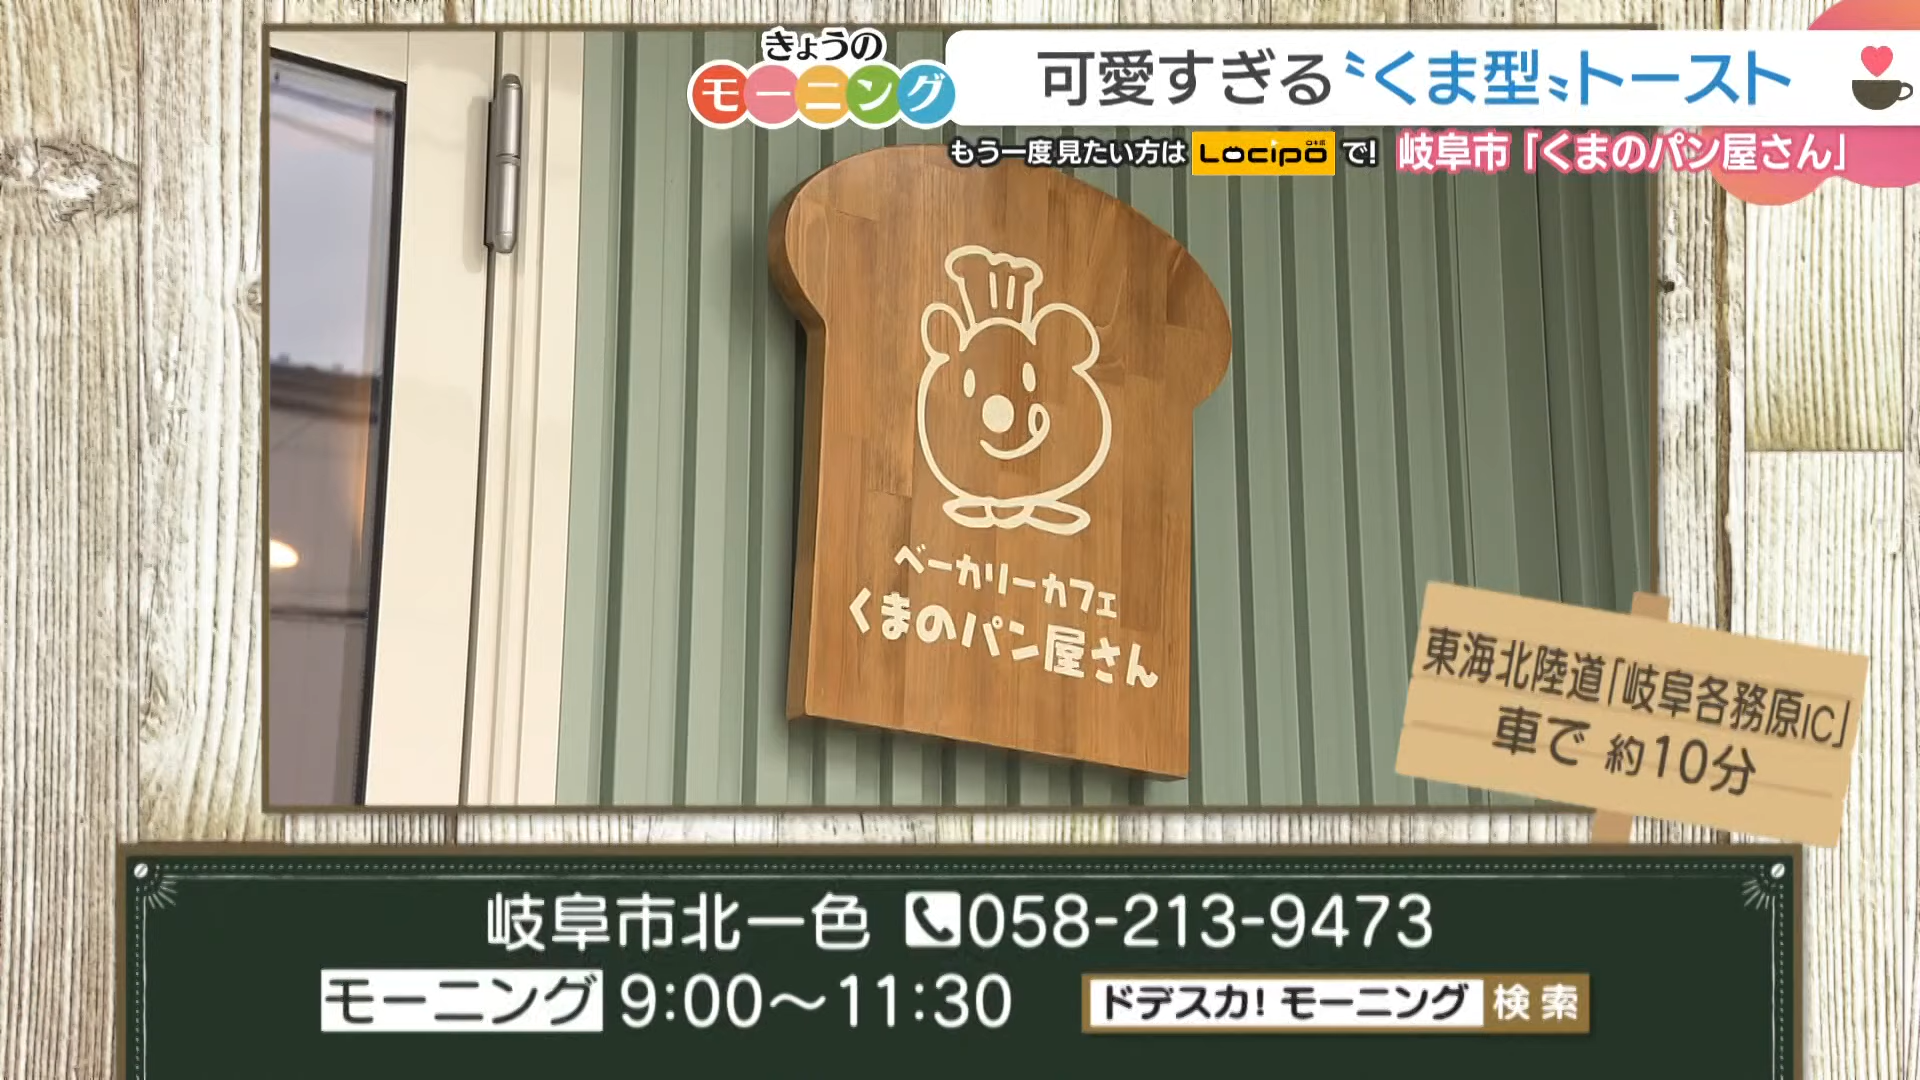 きょうの
モーニング
可愛すぎる〝くま型〟トースト
もう一度見たい方は Locipo ロキポ で! 岐阜市「くまのパン屋さん」
ベーカリーカフェ
くまのパン屋さん
東海北陸道「岐阜各務原IC」
車で 約10分
岐阜市北一色 058-213-9473
モーニング 9:00〜11:30
ドデスカ! モーニング 検索